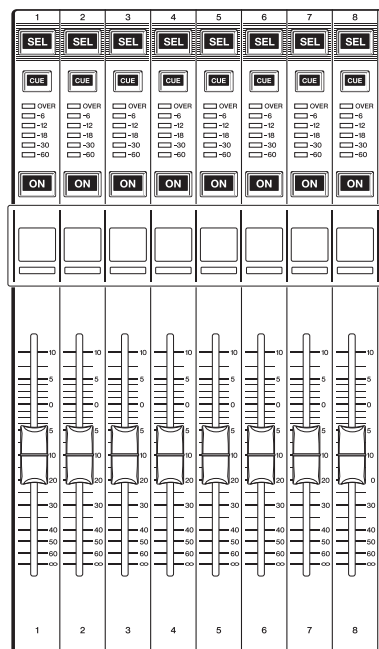 1 2 3 4 5 6 7 8
SEL SEL SEL SEL SEL SEL SEL SEL
CUE CUE CUE CUE CUE CUE CUE CUE
OVER OVER OVER OVER OVER OVER OVER OVER
-6 -6 -6 -6 -6 -6 -6 -6
-12 -12 -12 -12 -12 -12 -12 -12
-18 -18 -18 -18 -18 -18 -18 -18
-30 -30 -30 -30 -30 -30 -30 -30
-60 -60 -60 -60 -60 -60 -60 -60
ON ON ON ON ON ON ON ON
10 10 10 10 10 10 10 10
5 5 5 5 5 5 5 5
0 0 0 0 0 0 0 0
5 5 5 5 5 5 5 5
10 10 10 10 10 10 10 10
20 20 20 20 20 20 20 0
30 30 30 30 30 30 30 30
40 40 40 40 40 40 40 40
50 50 50 50 50 50 50 50
60 60 60 60 60 60 60 60
∞ ∞ ∞ ∞ ∞ ∞ ∞ ∞
1 2 3 4 5 6 7 8